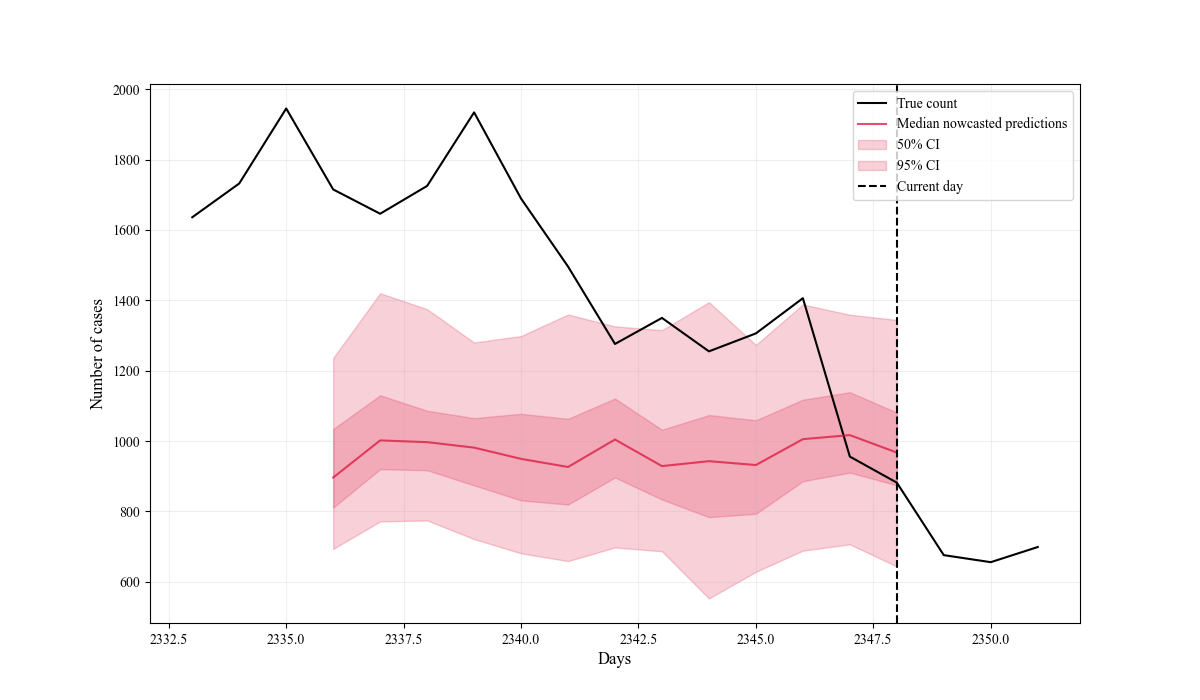 True count
Median nowcasted predictions
50% CI
95% CI
Current day
Number of cases
2000
1800
1600
1400
1200
1000
800
600
2332.5 2335.0 2337.5 2340.0 2342.5 2345.0 2347.5 2350.0
Days